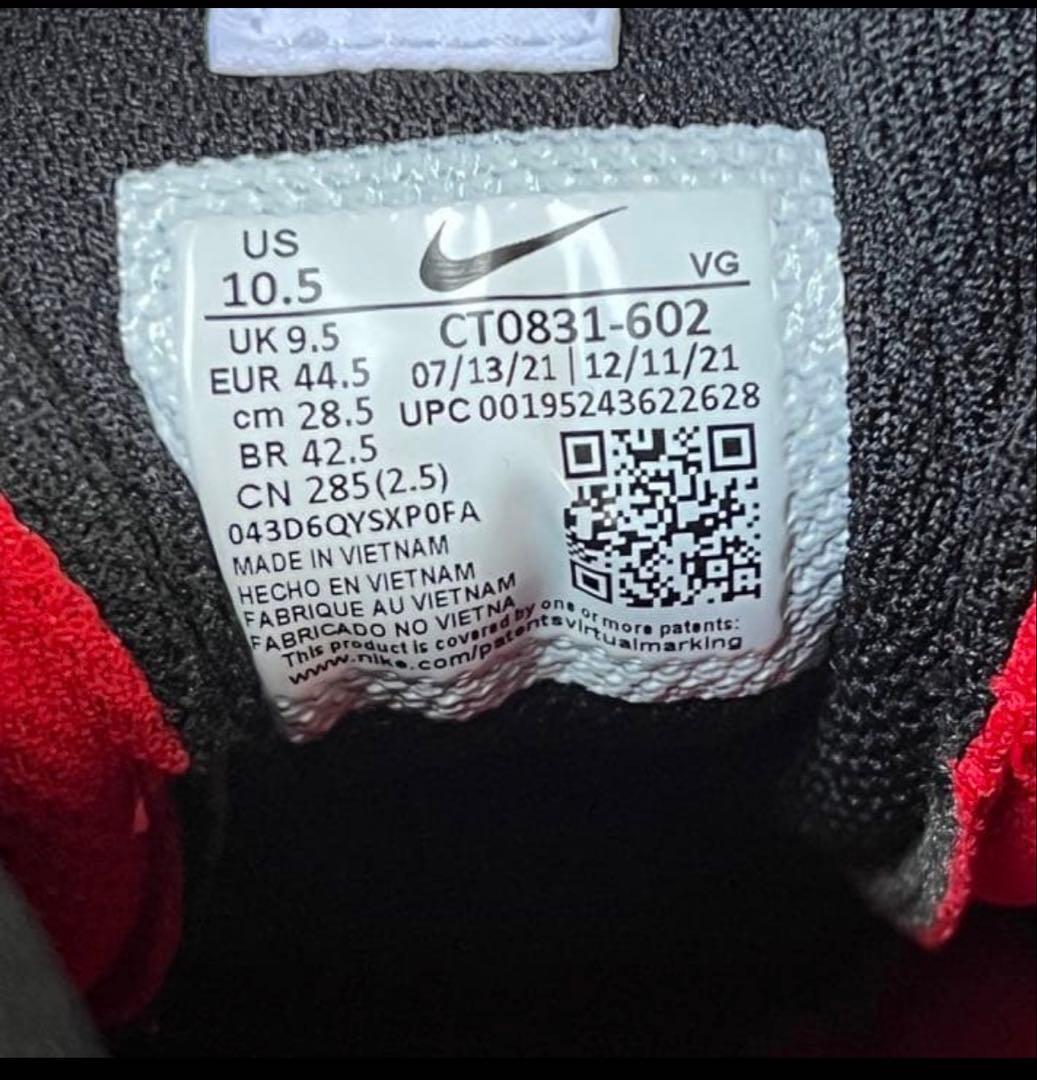 US
10.5
VG
UK 9.5
CT0831-602
EUR 44.5
07/13/21 | 12/11/21
cm 28.5
UPC 00195243622628
BR 42.5
CN 285(2.5)
043D6QYSXP0FA
MADE IN VIETNAM
HECHO EN VIETNAM
FABRIQUE AU VIETNAM
FABRICADO NO VIETNA
This product is covered by one or more patents:
www.nike.com/patentsvirtualmarking